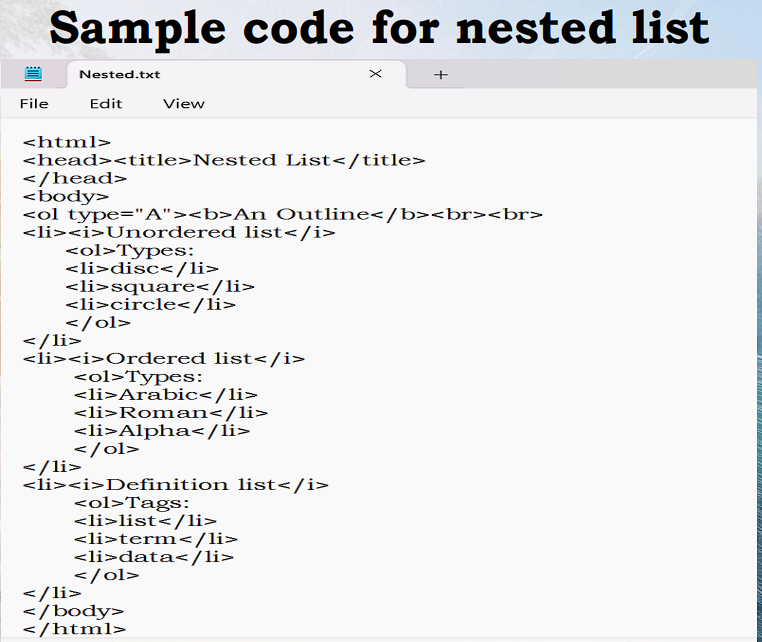 Sample code for nested list
Nested.txt
File Edit View
<html>
<head><title>Nested List</title>
</head>
<body>
<ol type="A"><b>An Outline</b><br><br>
<li><i>Unordered list</i>
<ol>Types:
<li>disc</li>
<li>square</li>
<li>circle</li>
</ol>
</li>
<li><i>Ordered list</i>
<ol>Types:
<li>Arabic</li>
<li>Roman</li>
<li>Alpha</li>
</ol>
</li>
<li><i>Definition list</i>
<ol>Tags:
<li>list</li>
<li>term</li>
<li>data</li>
</ol>
</li>
</body>
</html>